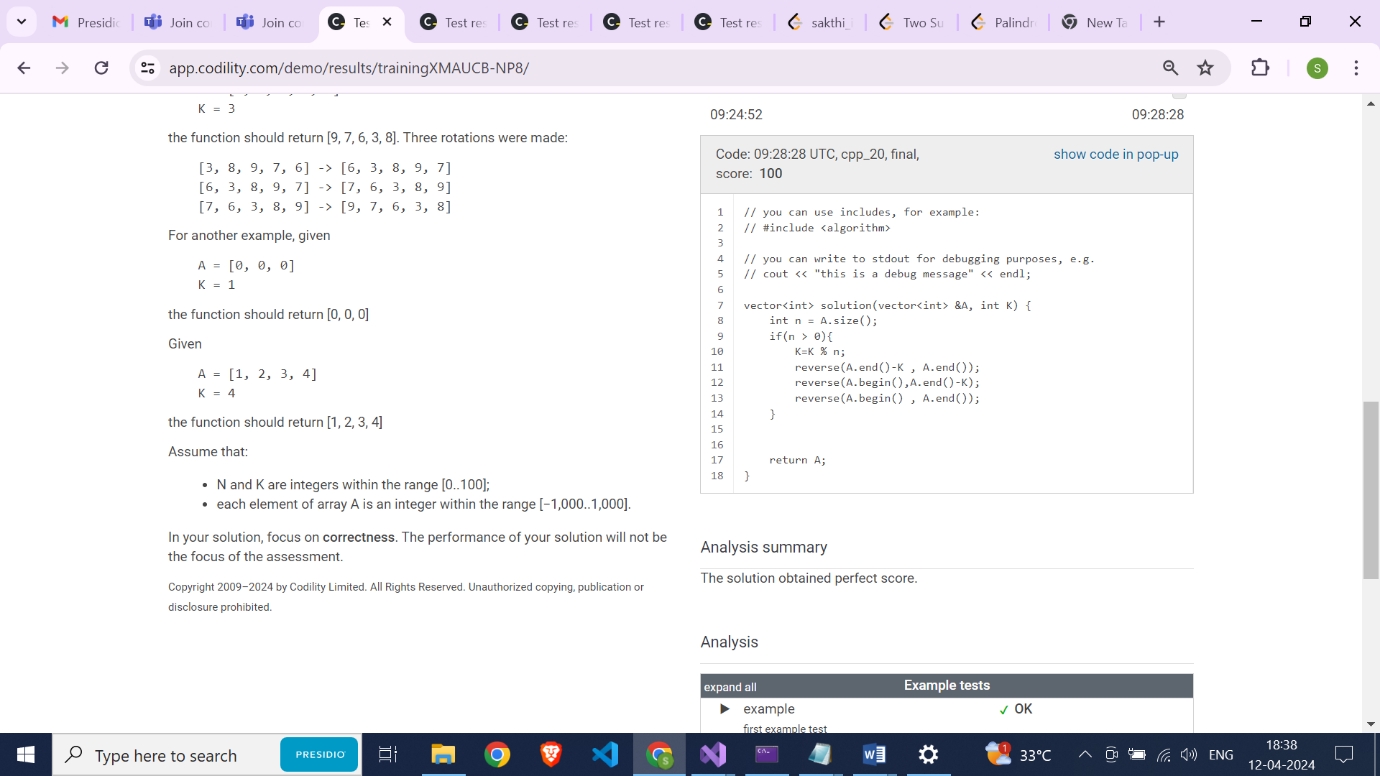 Presidi
Join co
Join co
Tes
Test res
Test res
Test res
Test res
sakthi_
Two Su
Palindr
New Ta
app.codility.com/demo/results/trainingXMAUCB-NP8/
S
K = 3
the function should return [9, 7, 6, 3, 8]. Three rotations were made:
[3, 8, 9, 7, 6] -> [6, 3, 8, 9, 7]
[6, 3, 8, 9, 7] -> [7, 6, 3, 8, 9]
[7, 6, 3, 8, 9] -> [9, 7, 6, 3, 8]
For another example, given
A = [0, 0, 0]
K = 1
the function should return [0, 0, 0]
Given
A = [1, 2, 3, 4]
K = 4
the function should return [1, 2, 3, 4]
Assume that:
• N and K are integers within the range [0..100];
• each element of array A is an integer within the range [−1,000..1,000].
In your solution, focus on correctness. The performance of your solution will not be
the focus of the assessment.
Copyright 2009–2024 by Codility Limited. All Rights Reserved. Unauthorized copying, publication or
disclosure prohibited.
09:24:52 09:28:28
Code: 09:28:28 UTC, cpp_20, final, show code in pop-up
score: 100
1 // you can use includes, for example:
2 // #include <algorithm>
3
4 // you can write to stdout for debugging purposes, e.g.
5 // cout << "this is a debug message" << endl;
6
7 vector<int> solution(vector<int> &A, int K) {
8 int n = A.size();
9 if(n > 0){
10 K=K % n;
11 reverse(A.end()-K , A.end());
12 reverse(A.begin(),A.end()-K);
13 reverse(A.begin() , A.end());
14 }
15
16
17 return A;
18 }
Analysis summary
The solution obtained perfect score.
Analysis
expand all Example tests
▶ example ✓ OK
first example test
Type here to search
PRESIDIO
1
33°C
ENG
18:38
12-04-2024